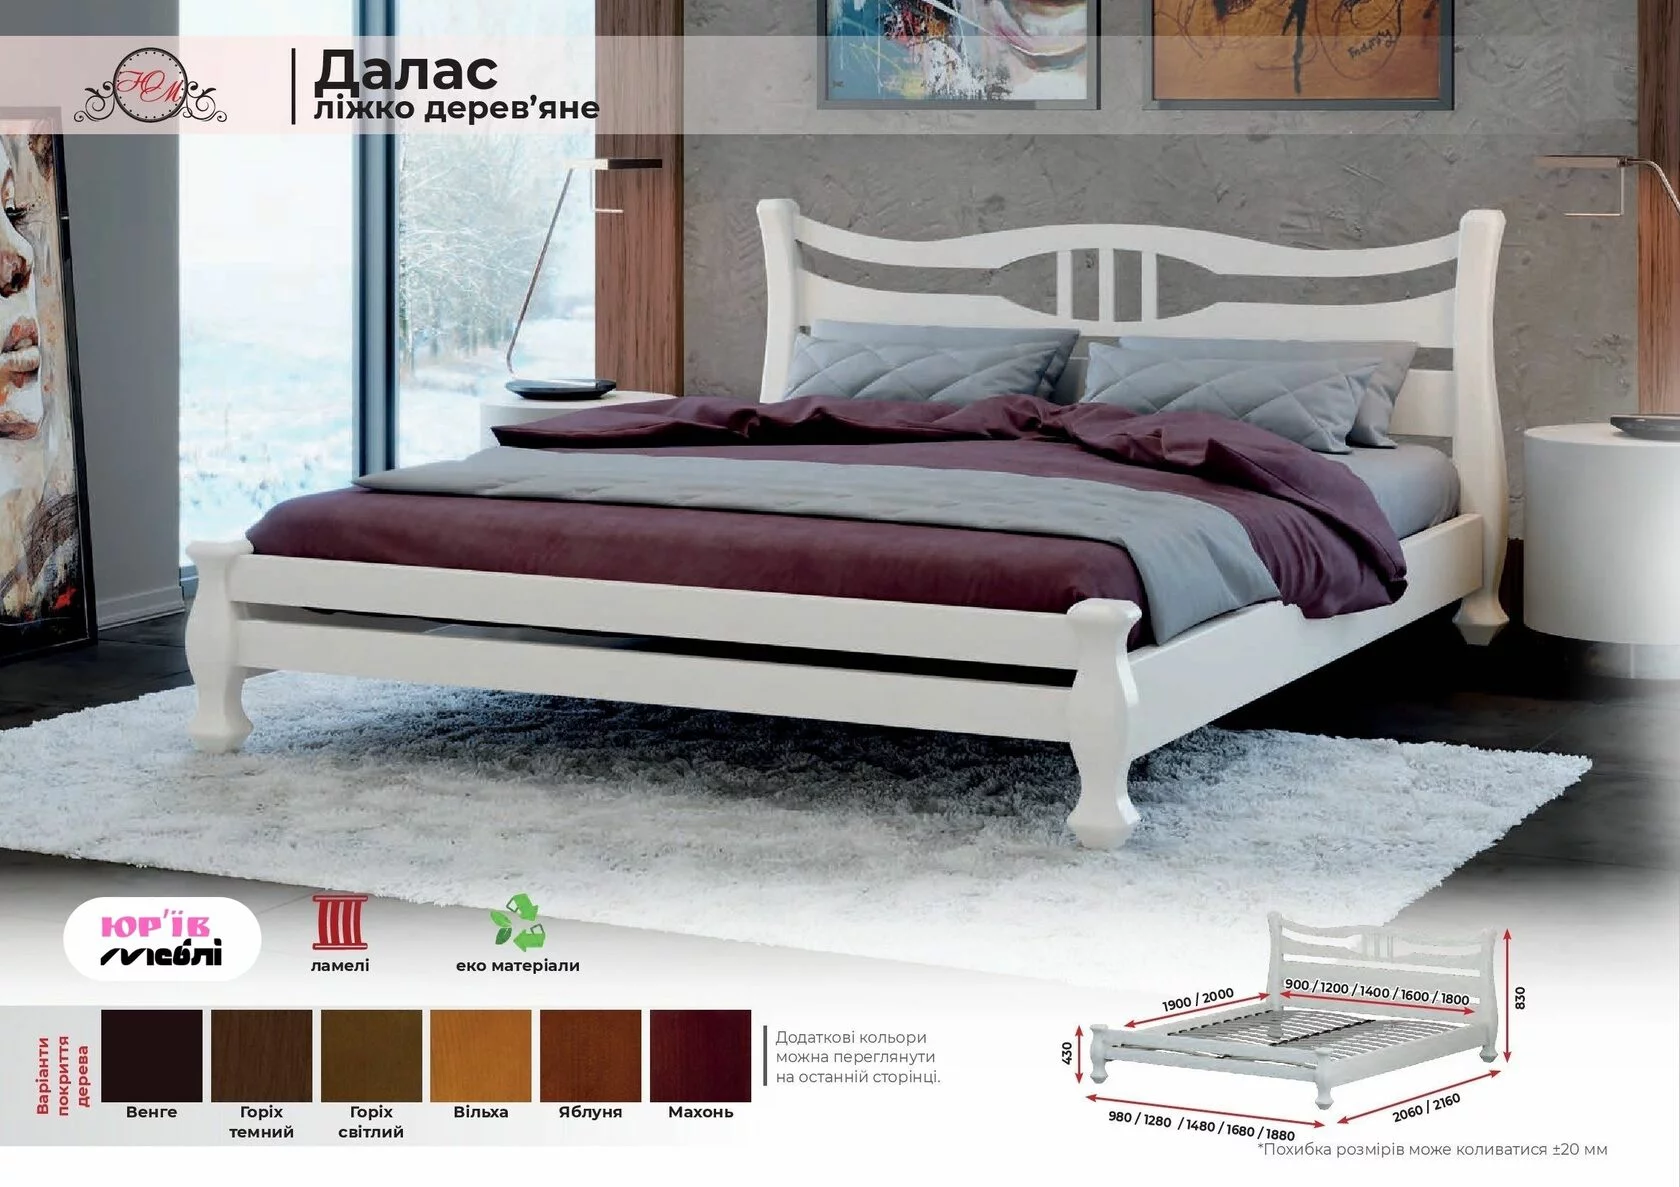 ЮМ
Далас
ліжко дерев’яне
Fadmy
ЮР’ЇВ
МЕБЛІ
ламелі
еко матеріали
Варіанти
покриття
дерева
Венге
Горіх
темний
Горіх
світлий
Вільха
Яблуня
Махонь
Додаткові кольори
можна переглянути
на останній сторінці.
1900 / 2000
900 / 1200 / 1400 / 1600 / 1800
830
430
980 / 1280 / 1480 / 1680 / 1880
2060 / 2160
*Похибка розмірів може коливатися ±20 мм